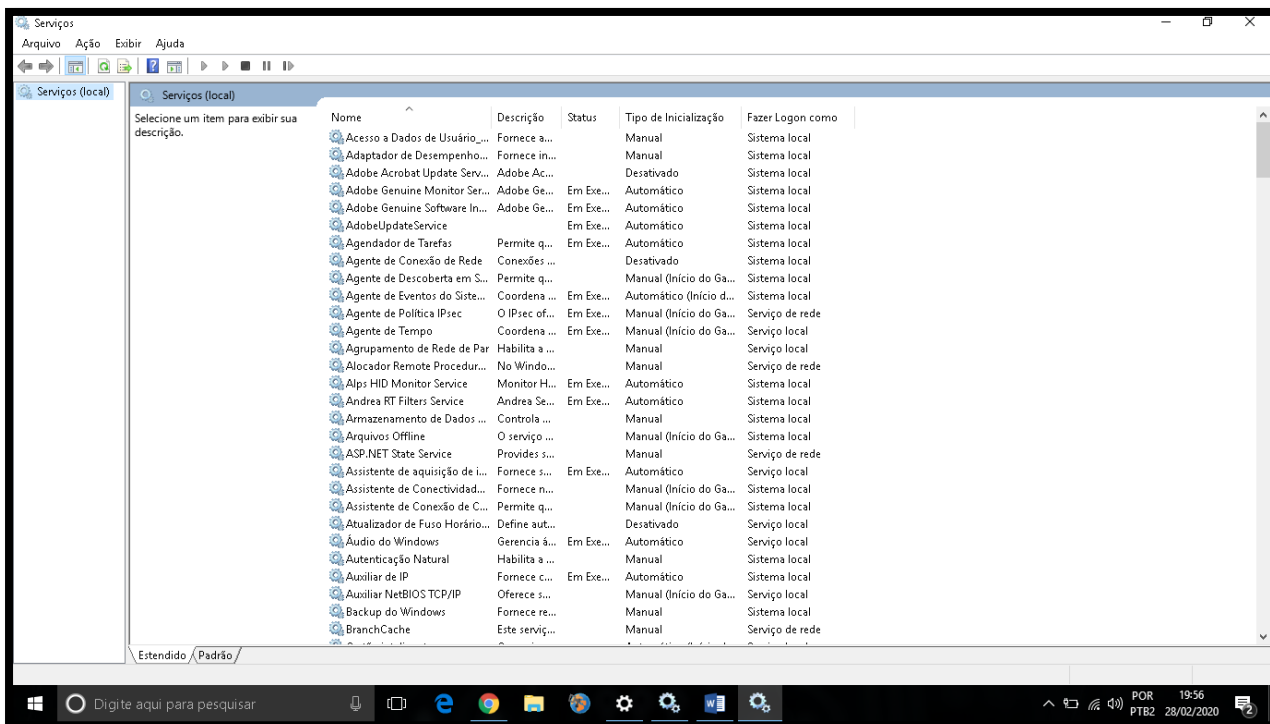 Serviços
Arquivo Ação Exibir Ajuda
Serviços (local)
Serviços (local)
Selecione um item para exibir sua
descrição.
Nome Descrição Status Tipo de Inicialização Fazer Logon como
Acesso a Dados de Usuário_... Fornece a... Manual Sistema local
Adaptador de Desempenho... Fornece in... Manual Sistema local
Adobe Acrobat Update Serv... Adobe Ac... Desativado Sistema local
Adobe Genuine Monitor Ser... Adobe Ge... Em Exe... Automático Sistema local
Adobe Genuine Software In... Adobe Ge... Em Exe... Automático Sistema local
AdobeUpdateService Em Exe... Automático Sistema local
Agendador de Tarefas Permite q... Em Exe... Automático Sistema local
Agente de Conexão de Rede Conexões ... Desativado Sistema local
Agente de Descoberta em S... Permite q... Manual (Início do Ga... Sistema local
Agente de Eventos do Siste... Coordena ... Em Exe... Automático (Início d... Sistema local
Agente de Política IPsec O IPsec of... Em Exe... Manual (Início do Ga... Serviço de rede
Agente de Tempo Coordena ... Em Exe... Manual (Início do Ga... Serviço local
Agrupamento de Rede de Par Habilita a ... Manual Serviço local
Alocador Remote Procedur... No Windo... Manual Serviço de rede
Alps HID Monitor Service Monitor H... Em Exe... Automático Sistema local
Andrea RT Filters Service Andrea Se... Em Exe... Automático Sistema local
Armazenamento de Dados ... Controla ... Manual Sistema local
Arquivos Offline O serviço ... Manual (Início do Ga... Sistema local
ASP.NET State Service Provides s... Manual Serviço de rede
Assistente de aquisição de i... Fornece s... Em Exe... Automático Serviço local
Assistente de Conectividad... Fornece n... Manual (Início do Ga... Sistema local
Assistente de Conexão de C... Permite q... Manual (Início do Ga... Sistema local
Atualizador de Fuso Horário... Define aut... Desativado Serviço local
Áudio do Windows Gerencia á... Em Exe... Automático Serviço local
Autenticação Natural Habilita a ... Manual Sistema local
Auxiliar de IP Fornece c... Em Exe... Automático Sistema local
Auxiliar NetBIOS TCP/IP Oferece s... Manual (Início do Ga... Serviço local
Backup do Windows Fornece re... Manual Sistema local
BranchCache Este serviç... Manual Serviço de rede
Estendido Padrão
Digite aqui para pesquisar
POR 19:56
PTB2 28/02/2020
2